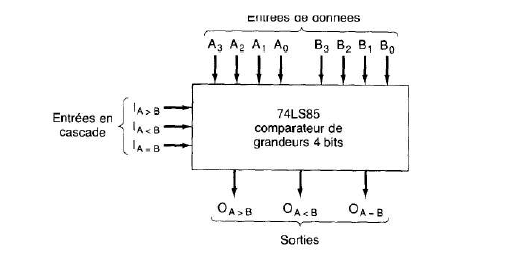 Entrées de données
A3 A2 A1 A0 B3 B2 B1 B0
Entrées en
cascade
IA>B
IA<B
IA=B
74LS85
comparateur de
grandeurs 4 bits
OA>B OA<B OA=B
Sorties